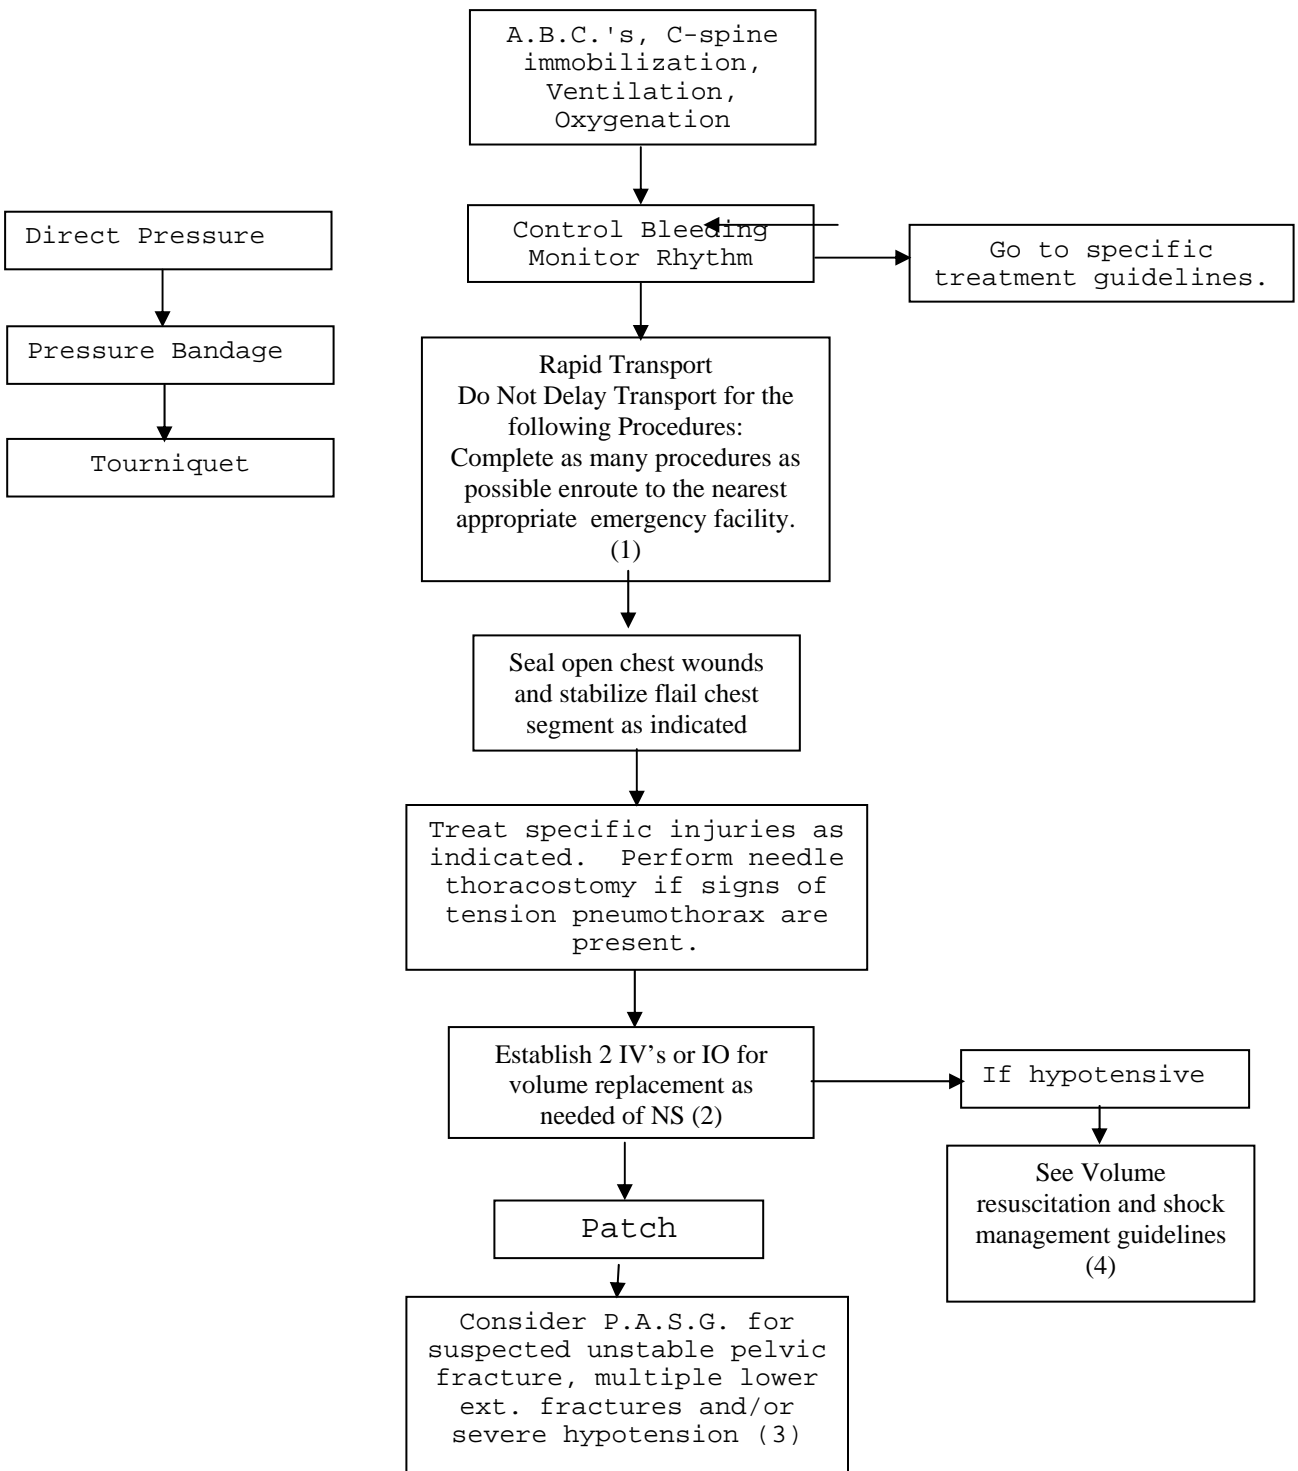 A.B.C.'s, C-spine
immobilization,
Ventilation,
Oxygenation
Direct Pressure
Pressure Bandage
Tourniquet
Control Bleeding
Monitor Rhythm
Go to specific
treatment guidelines.
Rapid Transport
Do Not Delay Transport for the
following Procedures:
Complete as many procedures as
possible enroute to the nearest
appropriate emergency facility.
(1)
Seal open chest wounds
and stabilize flail chest
segment as indicated
Treat specific injuries as
indicated. Perform needle
thoracostomy if signs of
tension pneumothorax are
present.
Establish 2 IV's or IO for
volume replacement as
needed of NS (2)
If hypotensive
See Volume
resuscitation and shock
management guidelines
(4)
Patch
Consider P.A.S.G. for
suspected unstable pelvic
fracture, multiple lower
ext. fractures and/or
severe hypotension (3)